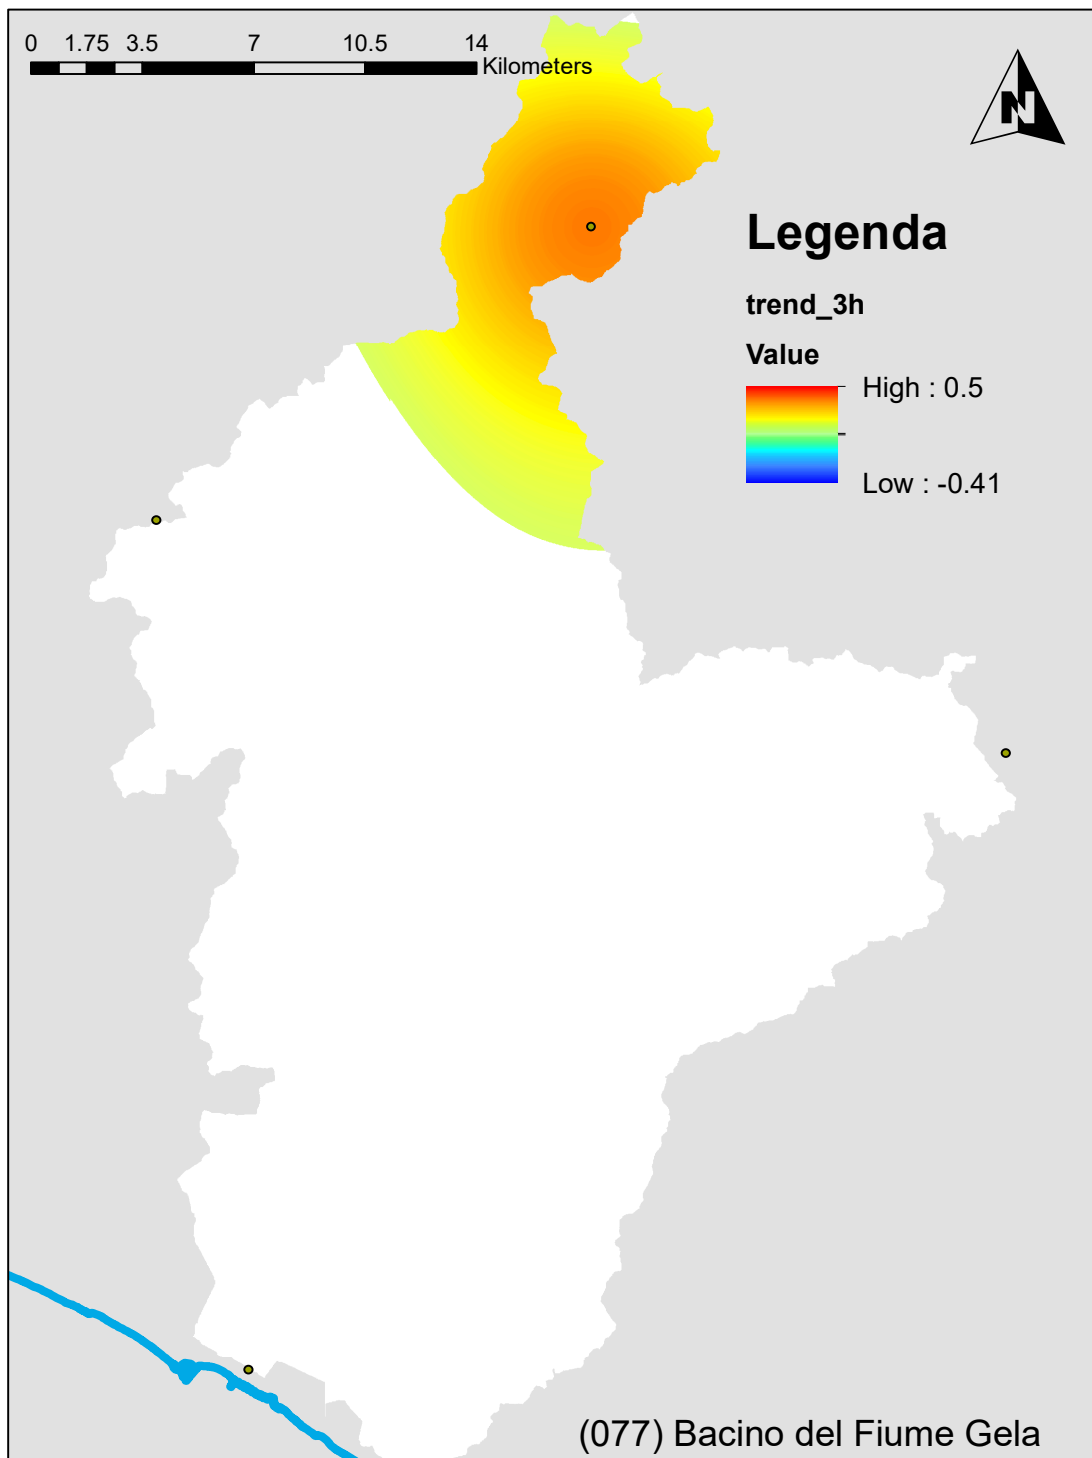 0 1.75 3.5 7 10.5 14
Kilometers
N
Legenda
trend_3h
Value
High : 0.5
Low : -0.41
(077) Bacino del Fiume Gela